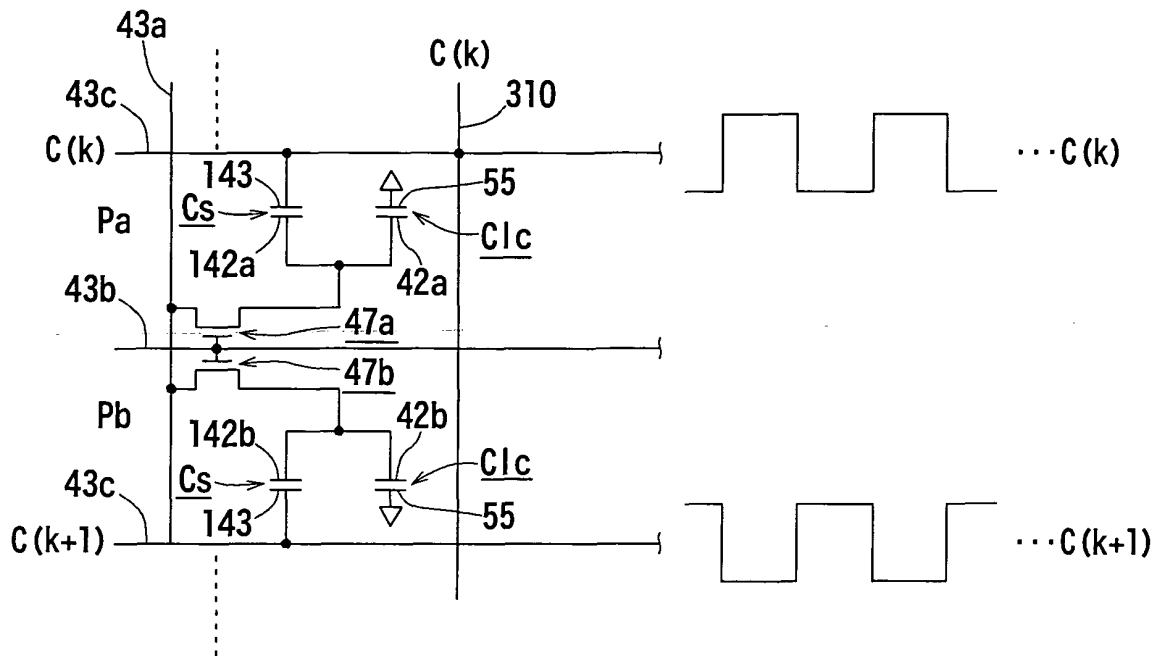 43a
C(k)
43c
310
C(k)
143
55
···C(k)
Cs
Pa
Clc
142a
42a
43b
47a
47b
Pb
142b
42b
Cs
Clc
43c
143
55
C(k+1)
···C(k+1)